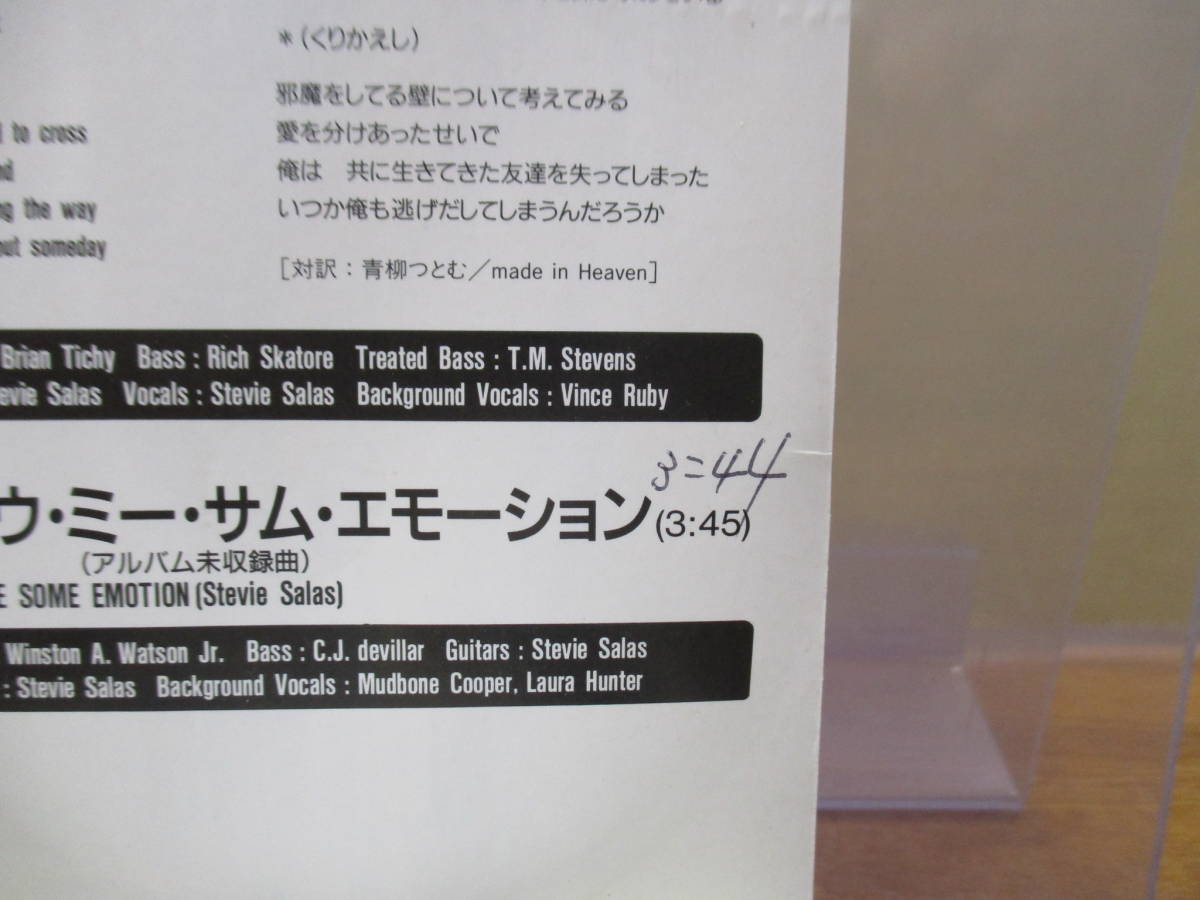 *(くりかえし)
邪魔をしてる壁について考えてみる
愛を分けあったせいで
俺は 共に生きてきた友達を失ってしまった
いつか俺も逃げだしてしまうんだろうか
[対訳:青柳つとむ/made in Heaven]
to cross
the way
someday
Brian Tichy Bass : Rich Skatore Treated Bass : T.M. Stevens
Salas Vocals : Stevie Salas Background Vocals : Vince Ruby
3=44
ウ・ミー・サム・エモーション(3:45)
(アルバム未収録曲)
SOME EMOTION (Stevie Salas)
Winston A. Watson Jr. Bass : C.J. devillar Guitars : Stevie Salas
: Stevie Salas Background Vocals : Mudbone Cooper, Laura Hunter